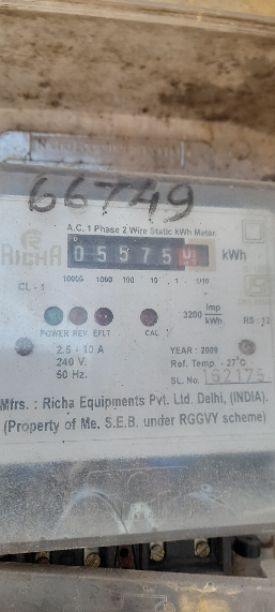 66749
A.C. 1 Phase 2 Wire Static kWh Meter.
RICHA
05575
kWh
10000 1000 100 10 1 1/10
CL - 1
3200 Imp/kWh
POWER REV. EFLT CAL
2.5 - 10 A
240 V.
50 Hz.
YEAR : 2009
Ref. Temp. - 27°C
SL. No. 162175
Mfrs. : Richa Equipments Pvt. Ltd. Delhi, (INDIA).
(Property of Me. S.E.B. under RGGVY scheme)